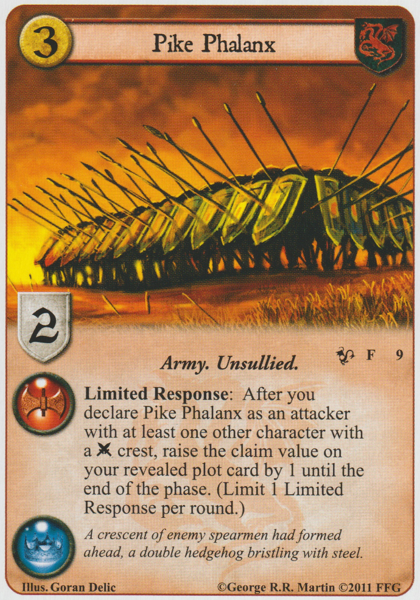 3
Pike Phalanx
2
Army. Unsullied.
F 9
Limited Response: After you
declare Pike Phalanx as an attacker
with at least one other character with
a crest, raise the claim value on
your revealed plot card by 1 until the
end of the phase. (Limit 1 Limited
Response per round.)
A crescent of enemy spearmen had formed
ahead, a double hedgehog bristling with steel.
Illus. Goran Delic
©George R.R. Martin ©2011 FFG